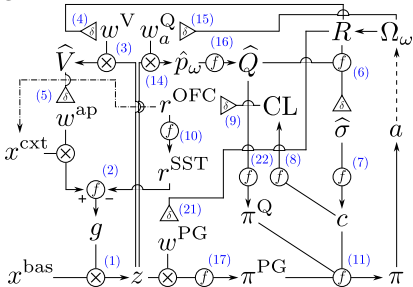 (4) δ w^V w_a^Q δ (15) R Ω_ω
V̂ × (3) × (14) p̂_ω f (16) Q̂ f (6)
(5) δ r^OFC δ (9) CL δ
w^ap f (10) σ̂ a
x^cxt × r^SST (22) f (8) f f (7)
+ f − (2) δ (21) π^Q c
g w^PG
x^bas × (1) z × f (17) π^PG f (11) π